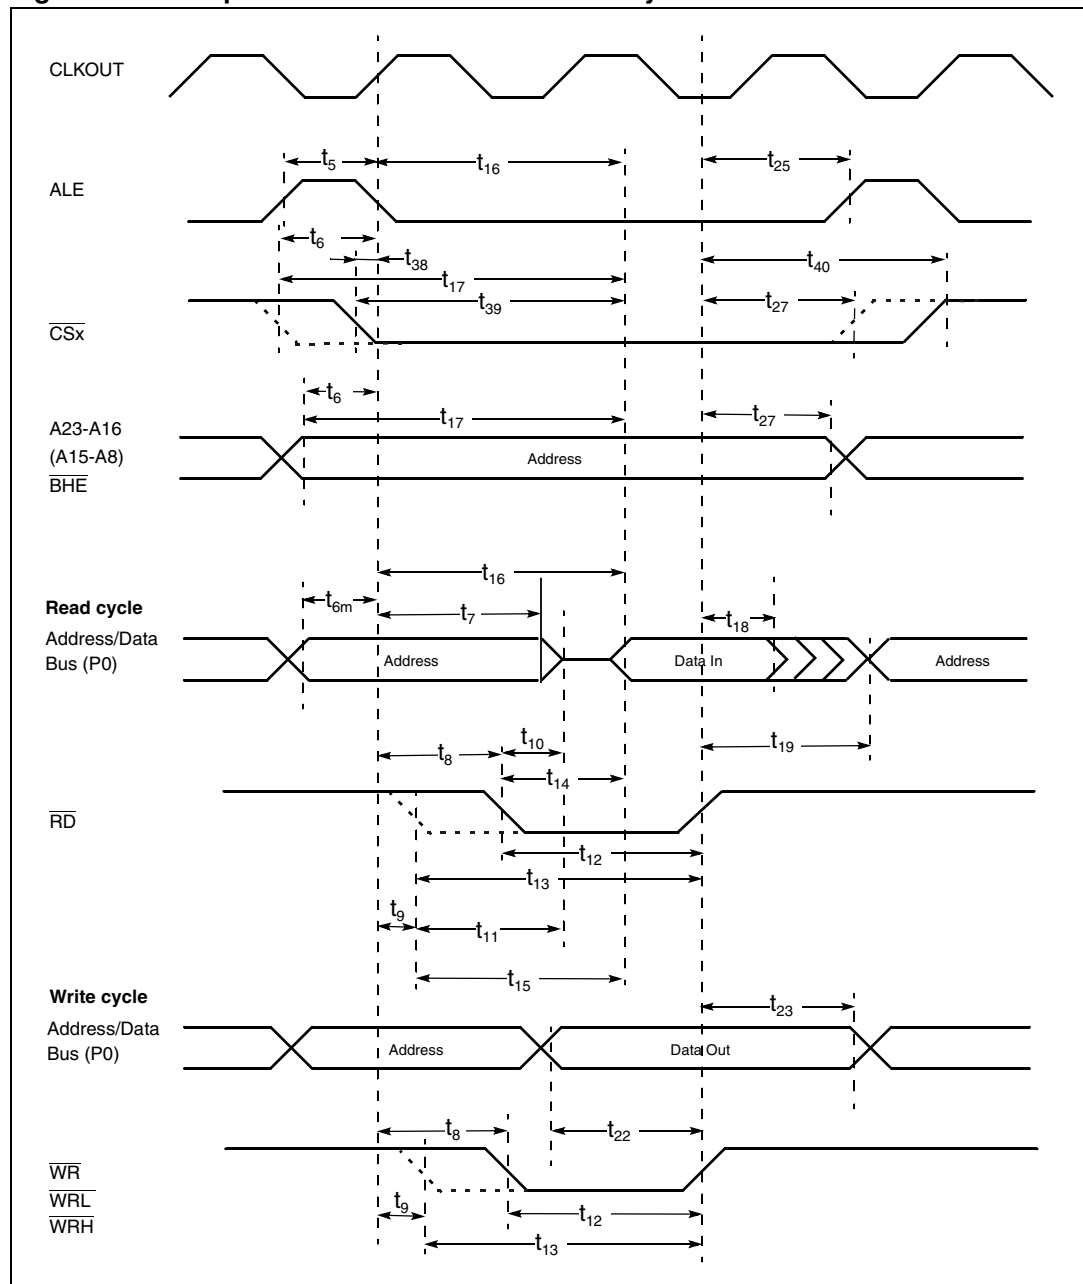 CLKOUT
t5 t16 t25
ALE
t6
t38 t40
t17
t39 t27
CSx
t6
t17 t27
A23-A16
(A15-A8) Address
BHE
t16
Read cycle t6m t7 t18
Address/Data
Bus (P0) Address Data In Address
t10
t8 t19
t14
RD
t12
t13
t9
t11
t15
Write cycle
t23
Address/Data
Bus (P0) Address Data Out
t8 t22
WR
WRL
t9 t12
WRH
t13